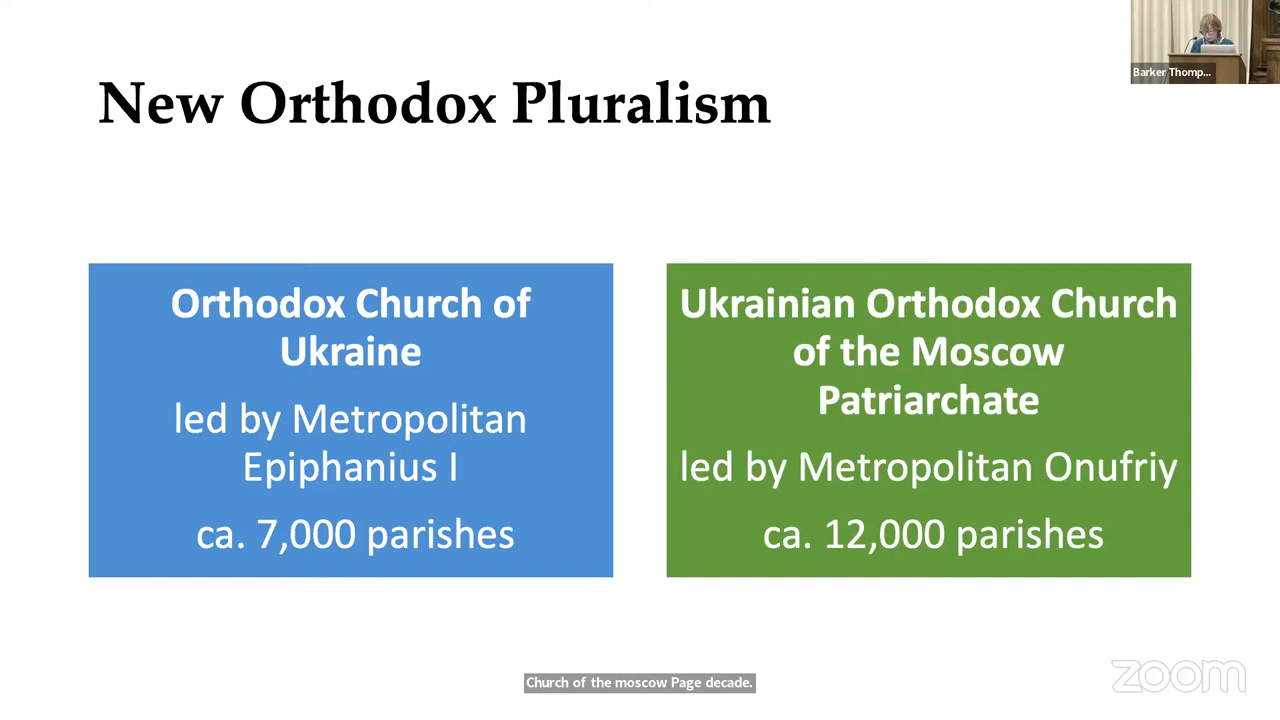 Barker Thomp...
New Orthodox Pluralism
Orthodox Church of
Ukraine
led by Metropolitan
Epiphanius I
ca. 7,000 parishes
Ukrainian Orthodox Church
of the Moscow
Patriarchate
led by Metropolitan Onufriy
ca. 12,000 parishes
Church of the moscow Page decade.
zoom